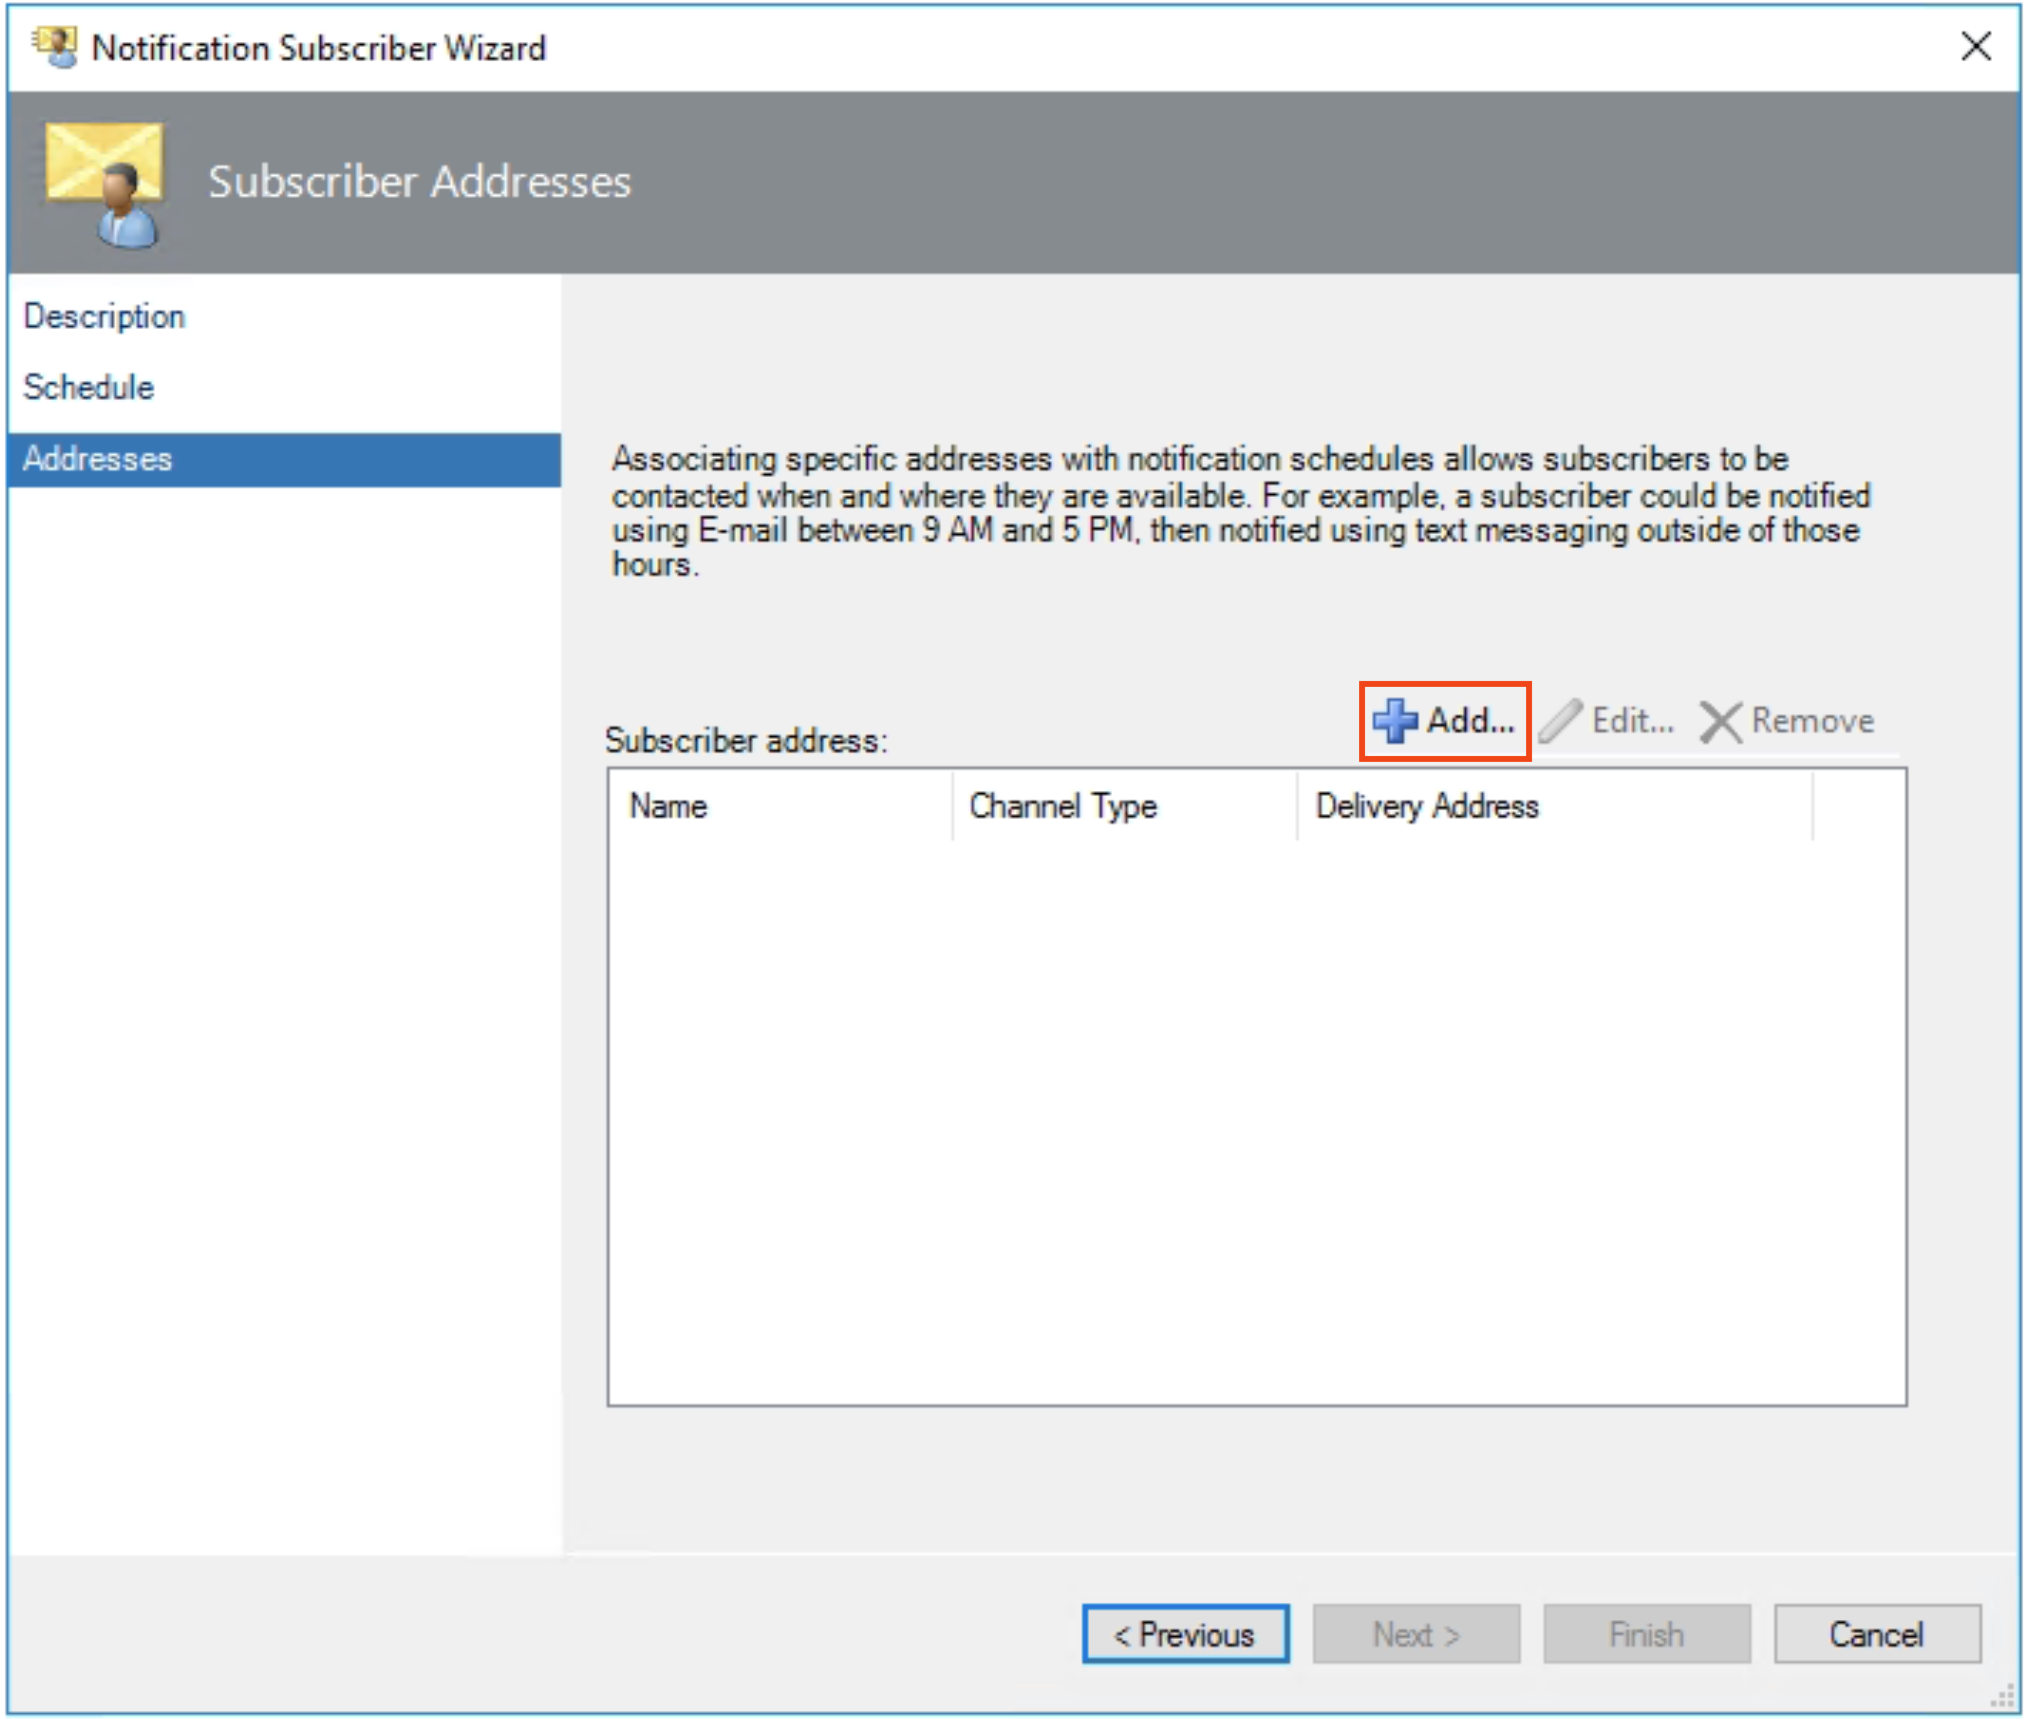 Notification Subscriber Wizard
Subscriber Addresses
Description
Schedule
Addresses
Associating specific addresses with notification schedules allows subscribers to be
contacted when and where they are available. For example, a subscriber could be notified
using E-mail between 9 AM and 5 PM, then notified using text messaging outside of those
hours.
Add... Edit... Remove
Subscriber address:
Name Channel Type Delivery Address
< Previous Next > Finish Cancel